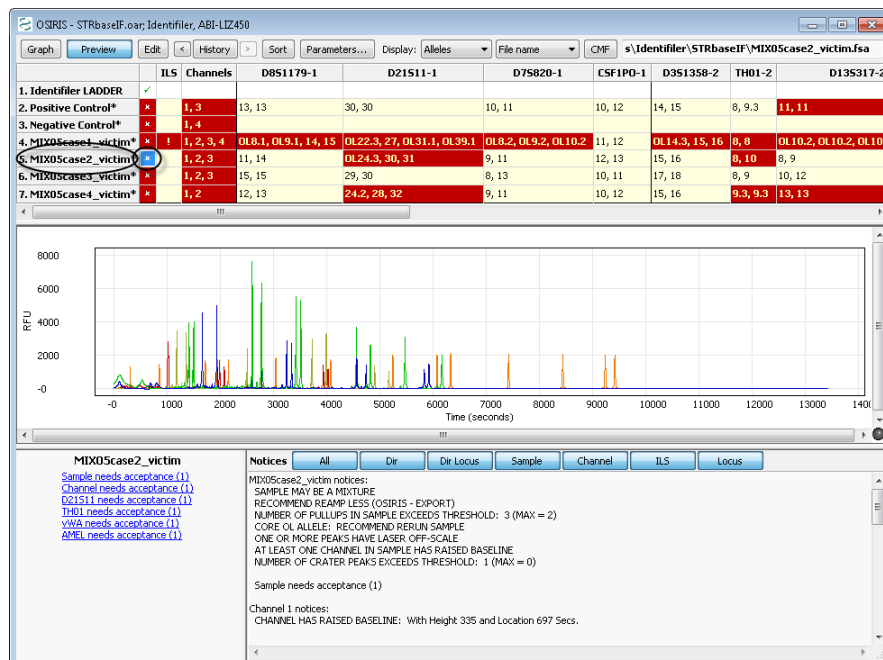 OSIRIS - STRbaseIF.oar; Identifiler, ABI-LIZ450
Graph Preview Edit < History > Sort Parameters... Display: Alleles File name CMF s\Identifiler\STRbaseIF\MIX05case2_victim.fsa
ILS Channels D8S1179-1 D21S11-1 D7S820-1 CSF1PO-1 D3S1358-2 TH01-2 D13S317-2
1. Identifiler LADDER
2. Positive Control* 1, 3 13, 13 30, 30 10, 11 10, 12 14, 15 8, 9.3 11, 11
3. Negative Control* 1, 4
4. MIX05case1_victim* ! 1, 2, 3, 4 OL8.1, OL9.1, 14, 15 OL22.3, 27, OL31.1, OL39.1 OL8.2, OL9.2, OL10.2 11, 12 OL14.3, 15, 16 8, 8 OL10.2, OL10.2, OL10
5. MIX05case2_victim* 1, 2, 3 11, 14 OL24.3, 30, 31 9, 11 12, 13 15, 16 8, 10 8, 9
6. MIX05case3_victim* 1, 2, 3 15, 15 29, 30 8, 13 10, 11 17, 18 8, 9 10, 12
7. MIX05case4_victim* 1, 2 12, 13 24.2, 28, 32 9, 11 10, 12 15, 16 9.3, 9.3 13, 13
8000
6000
4000
2000
-0
RFU
-0 1000 2000 3000 4000 5000 6000 7000 8000 9000 10000 11000 12000 13000 1400
Time (seconds)
MIX05case2_victim
Sample needs acceptance (1)
Channel needs acceptance (1)
D21S11 needs acceptance (1)
TH01 needs acceptance (1)
vWA needs acceptance (1)
AMEL needs acceptance (1)
Notices All Dir Dir Locus Sample Channel ILS Locus
MIX05case2_victim notices:
SAMPLE MAY BE A MIXTURE
RECOMMEND REAMP LESS (OSIRIS - EXPORT)
NUMBER OF PULLUPS IN SAMPLE EXCEEDS THRESHOLD: 3 (MAX = 2)
CORE OL ALLELE: RECOMMEND RERUN SAMPLE
ONE OR MORE PEAKS HAVE LASER OFF-SCALE
AT LEAST ONE CHANNEL IN SAMPLE HAS RAISED BASELINE
NUMBER OF CRATER PEAKS EXCEEDS THRESHOLD: 1 (MAX = 0)
Sample needs acceptance (1)
Channel 1 notices:
CHANNEL HAS RAISED BASELINE: With Height 335 and Location 697 Secs.